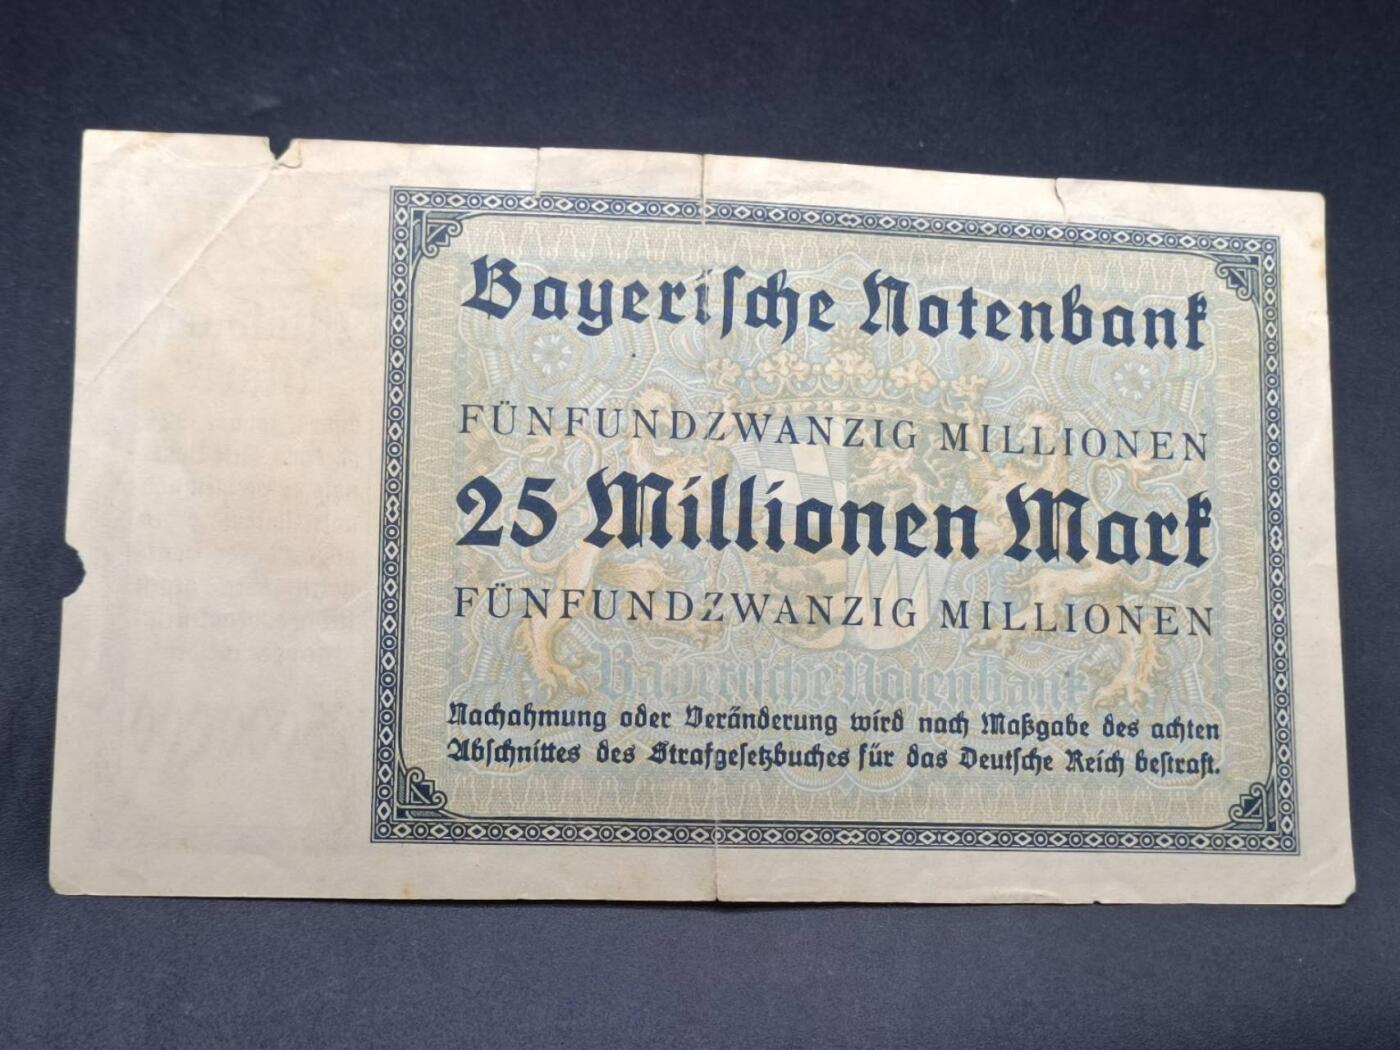 Bayerische Notenbank
FÜNFUNDZWANZIG MILLIONEN
25 Millionen Mark
FÜNFUNDZWANZIG MILLIONEN
Bayerische Notenbank
Nachahmung oder Veränderung wird nach Maßgabe des achten
Abschnittes des Strafgesetzbuches für das Deutsche Reich bestraft.